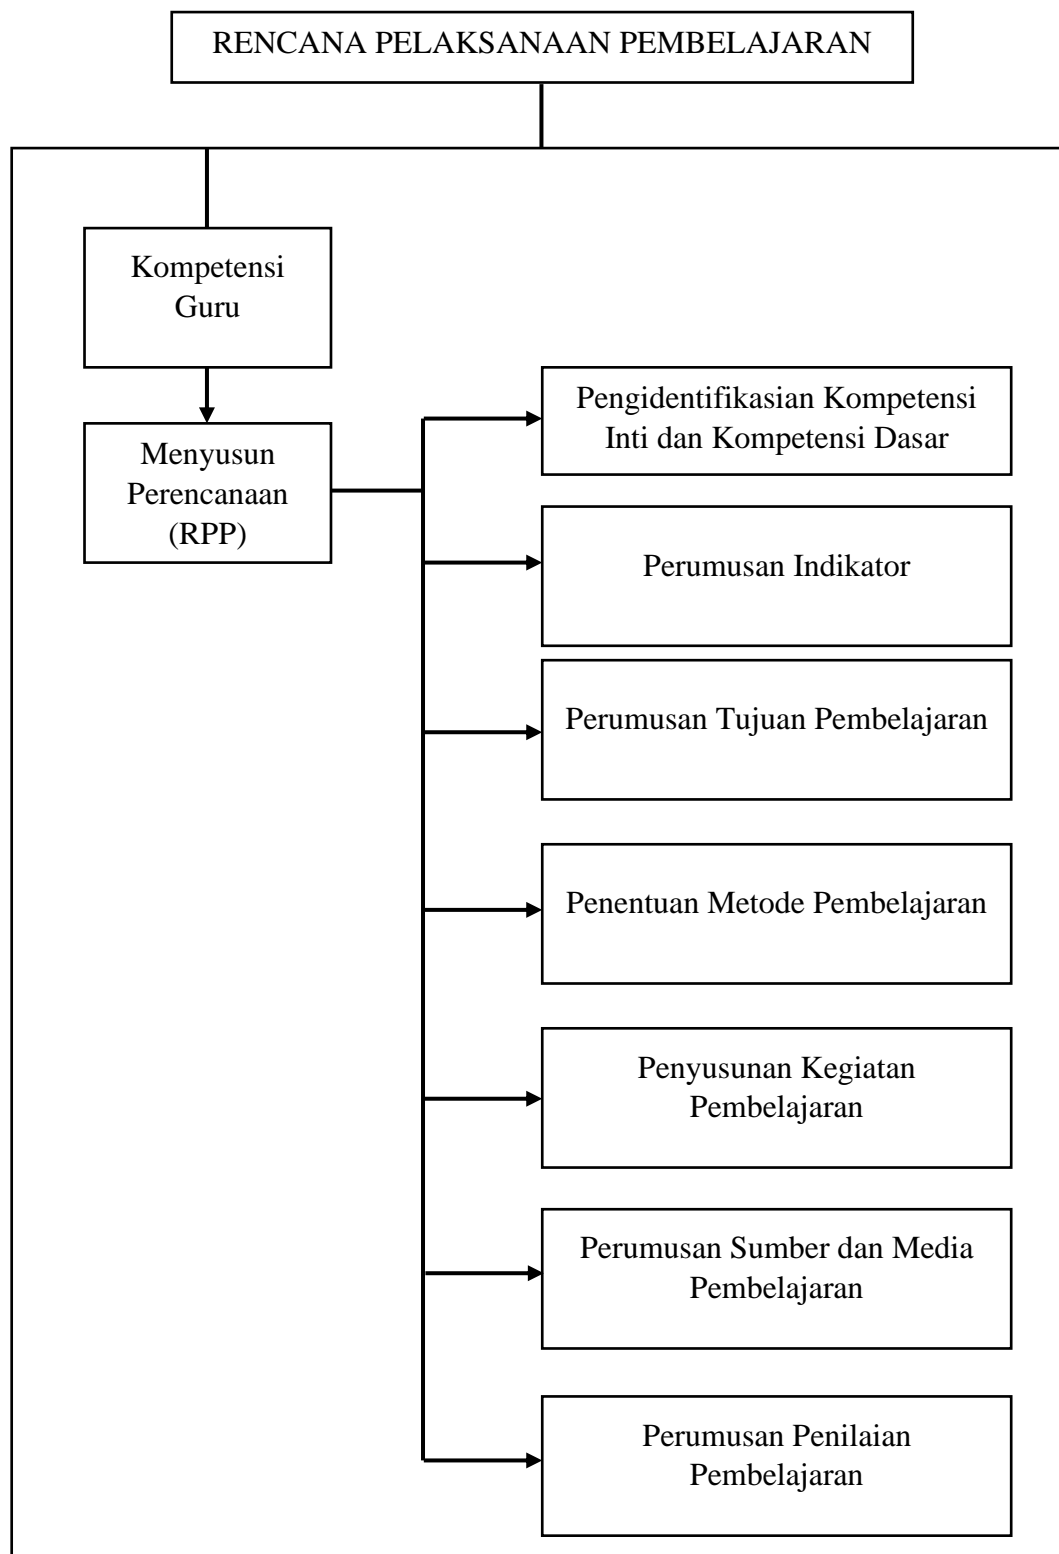 RENCANA PELAKSANAAN PEMBELAJARAN
Kompetensi
Guru
Menyusun
Perencanaan
(RPP)
Pengidentifikasian Kompetensi
Inti dan Kompetensi Dasar
Perumusan Indikator
Perumusan Tujuan Pembelajaran
Penentuan Metode Pembelajaran
Penyusunan Kegiatan
Pembelajaran
Perumusan Sumber dan Media
Pembelajaran
Perumusan Penilaian
Pembelajaran